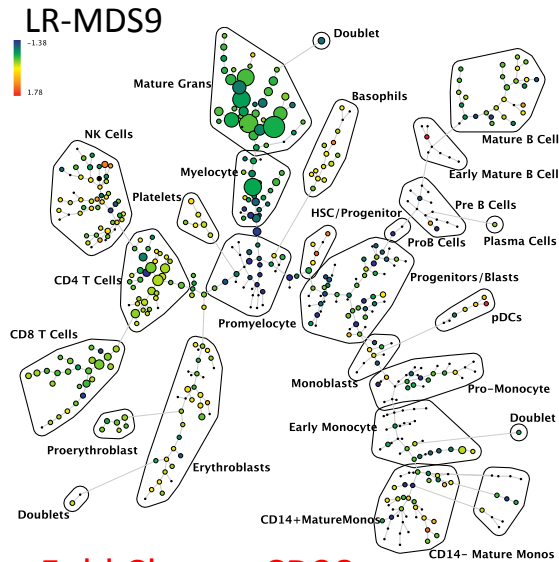 LR-MDS9
-1.38
1.78
Doublet
Mature Grans
Basophils
NK Cells
Mature B Cell
Myelocyte
Early Mature B Cell
Platelets
HSC/Progenitor
Pre B Cells
ProB Cells
Plasma Cells
CD4 T Cells
Progenitors/Blasts
Promyelocyte
pDCs
CD8 T Cells
Monoblasts
Pro-Monocyte
Early Monocyte
Doublet
Proerythroblast
Erythroblasts
Doublets
CD14+MatureMonos
CD14- Mature Monos